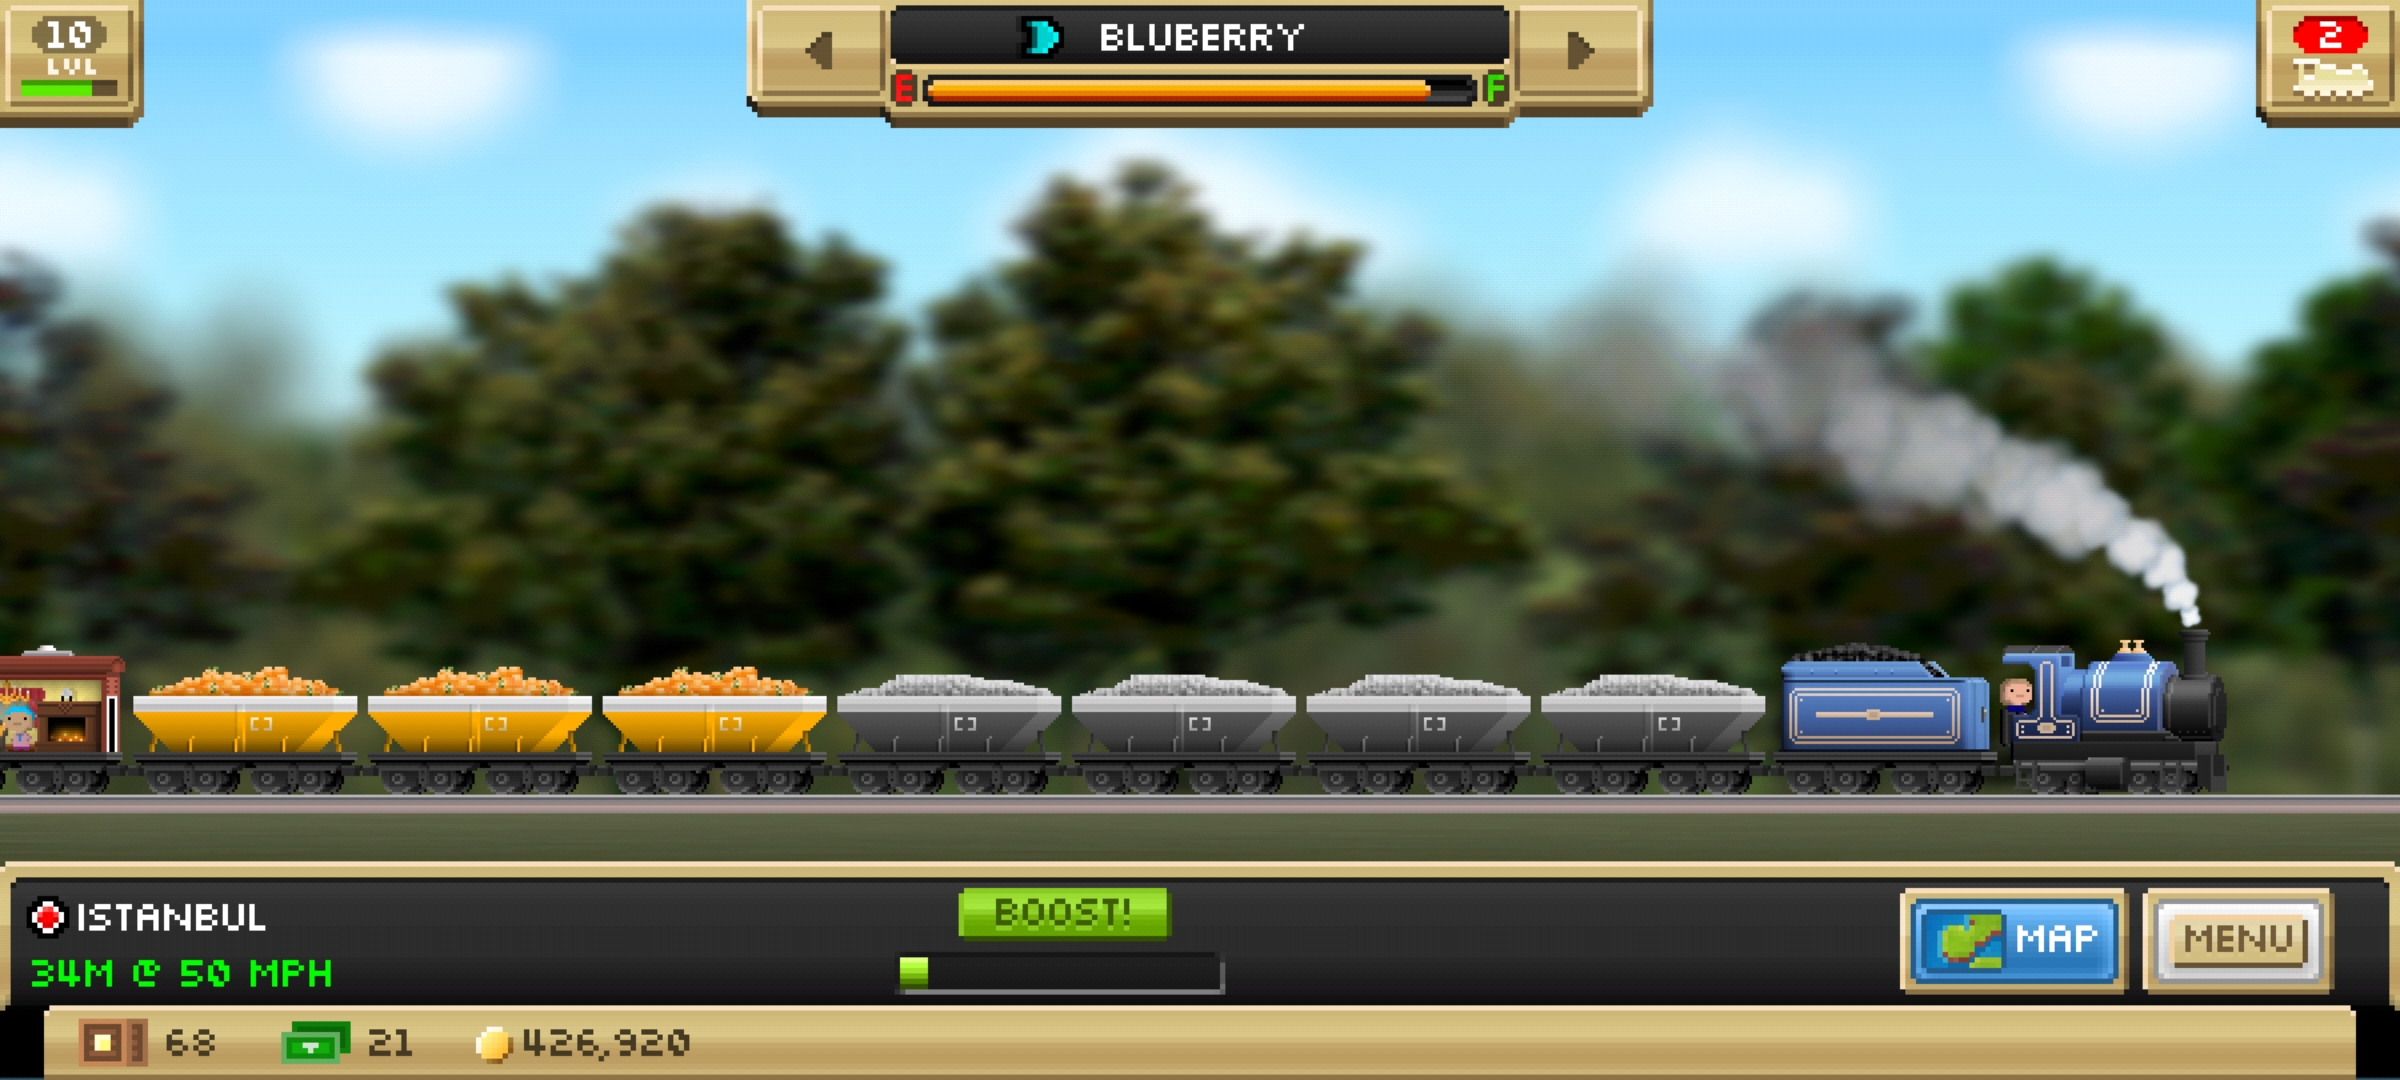 10
LVL
BLUBERRY
E F
2
ISTANBUL
34M @ 50 MPH
BOOST!
MAP
MENU
68 21 426,920